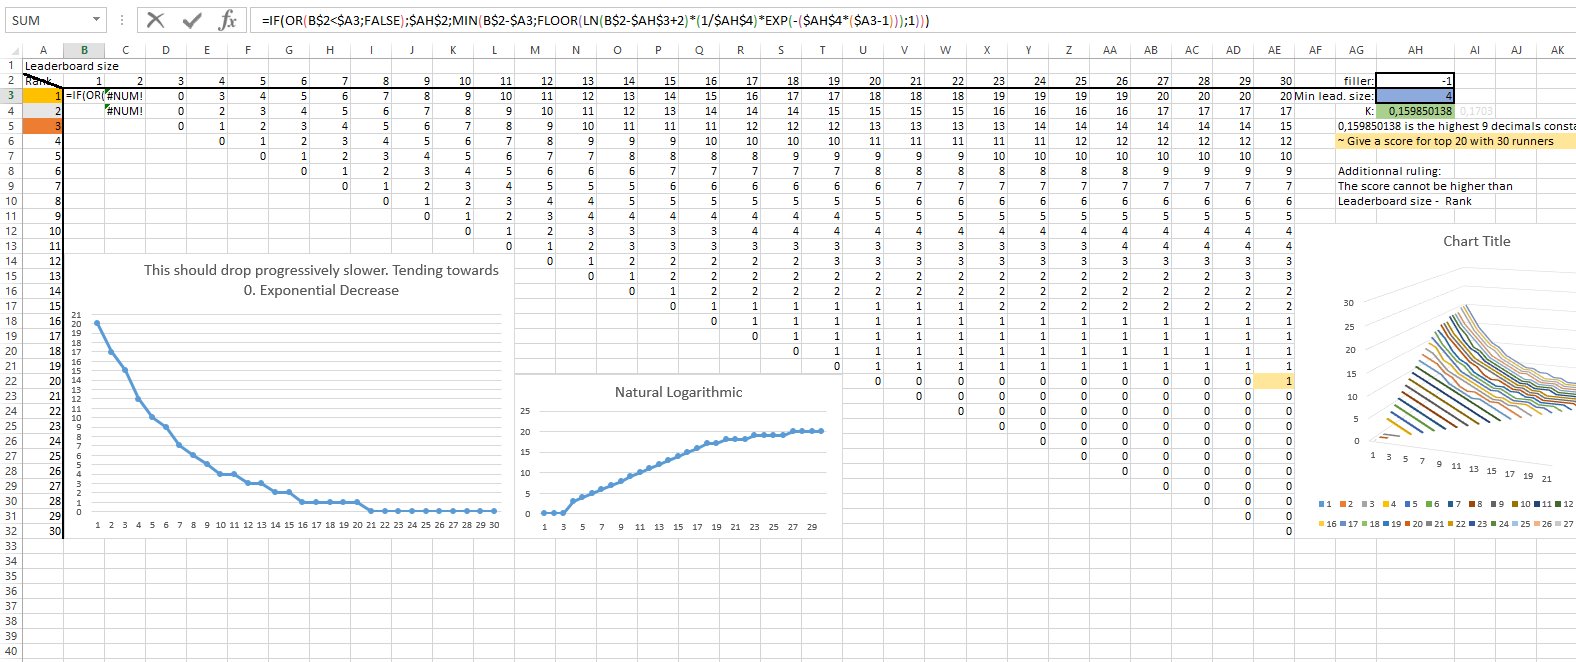 SUM =IF(OR(B$2<$A3;FALSE);$AH$2;MIN(B$2-$A3;FLOOR(LN(B$2-$AH$3+2)*(1/$AH$4)*EXP(-($AH$4*($A3-1)));1)))
A B C D E F G H I J K L M N O P Q R S T U V W X Y Z AA AB AC AD AE AF AG AH AI AJ AK
1 Leaderboard size
2 Rank 1 2 3 4 5 6 7 8 9 10 11 12 13 14 15 16 17 18 19 20 21 22 23 24 25 26 27 28 29 30 filler: -1
3 1 =IF(OR( #NUM! 0 3 4 5 6 7 8 9 10 11 12 13 14 15 16 17 17 18 18 18 19 19 19 19 20 20 20 20 Min lead. size: 4
4 2 #NUM! 0 2 3 4 5 6 7 8 9 10 11 12 13 14 14 14 15 15 15 15 16 16 16 16 16 17 17 17 K: 0,159850138 0,1703
5 3 0 1 2 3 4 5 6 7 8 9 10 11 11 11 12 12 12 13 13 13 13 14 14 14 14 14 14 15 0,159850138 is the highest 9 decimals consta
6 4 0 1 2 3 4 5 6 7 8 9 9 9 10 10 10 10 11 11 11 11 11 12 12 12 12 12 12 ~ Give a score for top 20 with 30 runners
7 5 0 1 2 3 4 5 6 7 7 8 8 8 8 9 9 9 9 9 10 10 10 10 10 10 10 10
8 6 0 1 2 3 4 5 6 6 6 7 7 7 7 7 8 8 8 8 8 8 8 9 9 9 9 Additionnal ruling:
9 7 0 1 2 3 4 5 5 5 6 6 6 6 6 6 7 7 7 7 7 7 7 7 7 7 The score cannot be higher than
10 8 0 1 2 3 4 4 5 5 5 5 5 5 5 6 6 6 6 6 6 6 6 6 6 Leaderboard size - Rank
11 9 0 1 2 3 4 4 4 4 4 4 4 5 5 5 5 5 5 5 5 5 5 5
12 10 0 1 2 3 3 3 3 4 4 4 4 4 4 4 4 4 4 4 4 4 4
13 11 0 1 2 3 3 3 3 3 3 3 3 3 3 3 3 4 4 4 4 4
14 12 0 1 2 2 2 2 2 3 3 3 3 3 3 3 3 3 3 3 3
15 13 0 1 2 2 2 2 2 2 2 2 2 2 2 2 2 2 3 3
16 14 0 1 2 2 2 2 2 2 2 2 2 2 2 2 2 2 2
17 15 0 1 1 1 1 1 1 1 2 2 2 2 2 2 2 2
18 16 0 1 1 1 1 1 1 1 1 1 1 1 1 1 1
19 17 0 1 1 1 1 1 1 1 1 1 1 1 1 1
20 18 0 1 1 1 1 1 1 1 1 1 1 1 1
21 19 0 1 1 1 1 1 1 1 1 1 1 1
22 20 0 0 0 0 0 0 0 0 0 0 1
23 21 0 0 0 0 0 0 0 0 0 0
24 22 0 0 0 0 0 0 0 0 0
25 23 0 0 0 0 0 0 0 0
26 24 0 0 0 0 0 0 0
27 25 0 0 0 0 0 0
28 26 0 0 0 0 0
29 27 0 0 0 0
30 28 0 0 0
31 29 0 0
32 30 0
33
34
35
36
37
38
39
40
This should drop progressively slower. Tending towards
0. Exponential Decrease
21
20
19
18
17
16
15
14
13
12
11
10
9
8
7
6
5
4
3
2
1
0
1 2 3 4 5 6 7 8 9 10 11 12 13 14 15 16 17 18 19 20 21 22 23 24 25 26 27 28 29 30
Natural Logarithmic
25
20
15
10
5
0
1 3 5 7 9 11 13 15 17 19 21 23 25 27 29
Chart Title
30
25
20
15
10
5
0
1 3 5 7 9 11 13 15 17 19 21
1 2 3 4 5 6 7 8 9 10 11 12
16 17 18 19 20 21 22 23 24 25 26 27